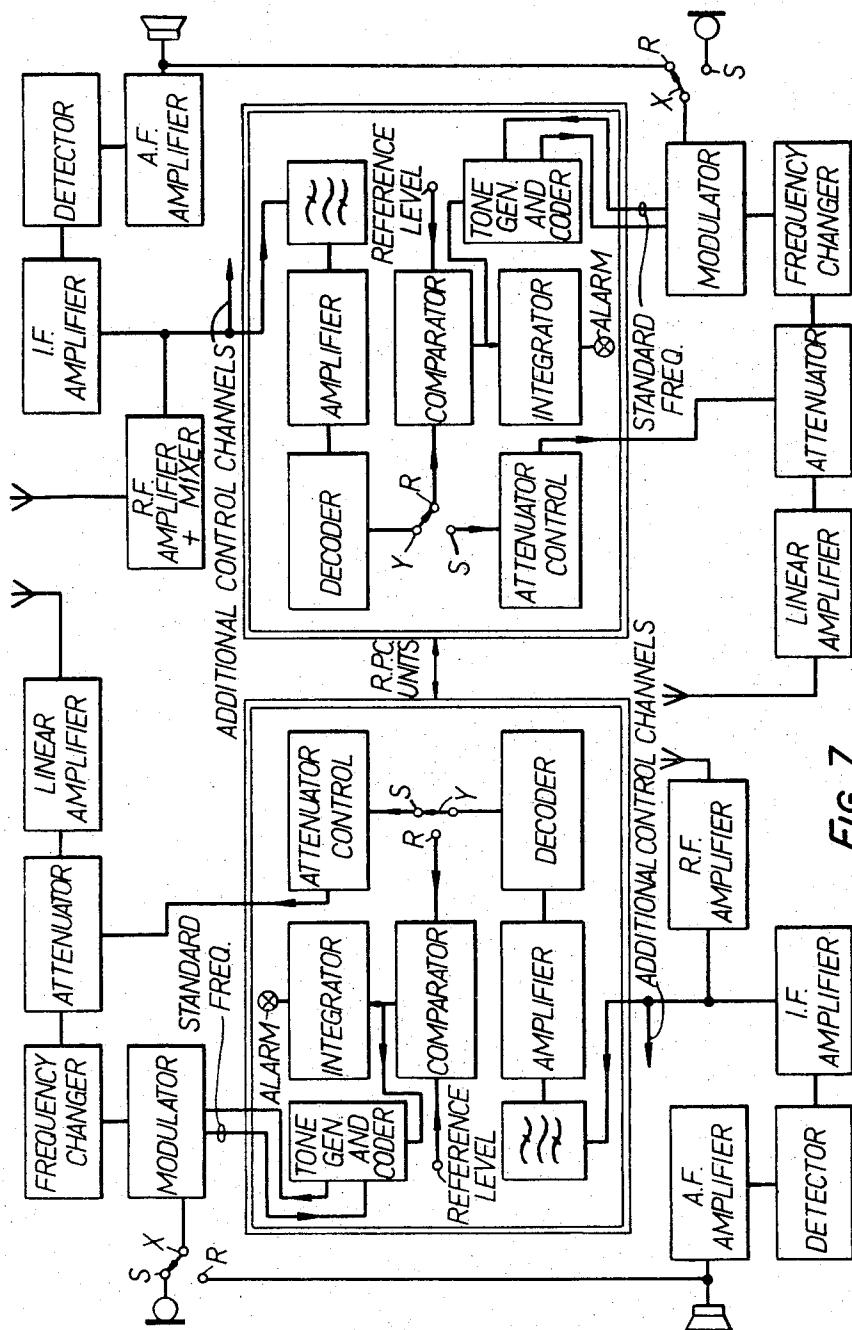 FREQUENCY
CHANGER
ATTENUATOR
LINEAR
AMPLIFIER
MODULATOR
STANDARD
FREQ.
S
X
R
ALARM
TONE
GEN.
AND
CODER
INTEGRATOR
ATTENUATOR
CONTROL
COMPARATOR
R
S
Y
REFERENCE
LEVEL
AMPLIFIER
DECODER
ADDITIONAL CONTROL CHANNELS
R.F.
AMPLIFIER
A.F.
AMPLIFIER
DETECTOR
I.F.
AMPLIFIER
R.P.C.
UNITS
R.F.
AMPLIFIER
+ MIXER
I.F.
AMPLIFIER
DETECTOR
A.F.
AMPLIFIER
ADDITIONAL CONTROL CHANNELS
DECODER
AMPLIFIER
REFERENCE
LEVEL
Y
R
S
COMPARATOR
TONE
GEN.
AND
CODER
ATTENUATOR
CONTROL
INTEGRATOR
ALARM
STANDARD
FREQ.
X
R
S
MODULATOR
LINEAR
AMPLIFIER
ATTENUATOR
FREQUENCY
CHANGER
FIG. 7